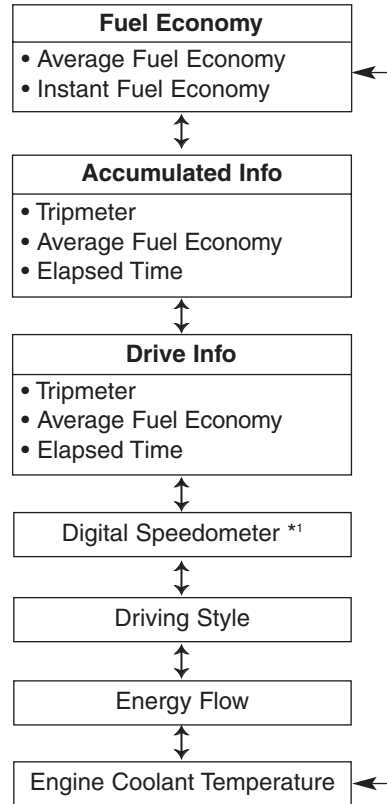 Fuel Economy
• Average Fuel Economy
• Instant Fuel Economy
Accumulated Info
• Tripmeter
• Average Fuel Economy
• Elapsed Time
Drive Info
• Tripmeter
• Average Fuel Economy
• Elapsed Time
Digital Speedometer *1
Driving Style
Energy Flow
Engine Coolant Temperature